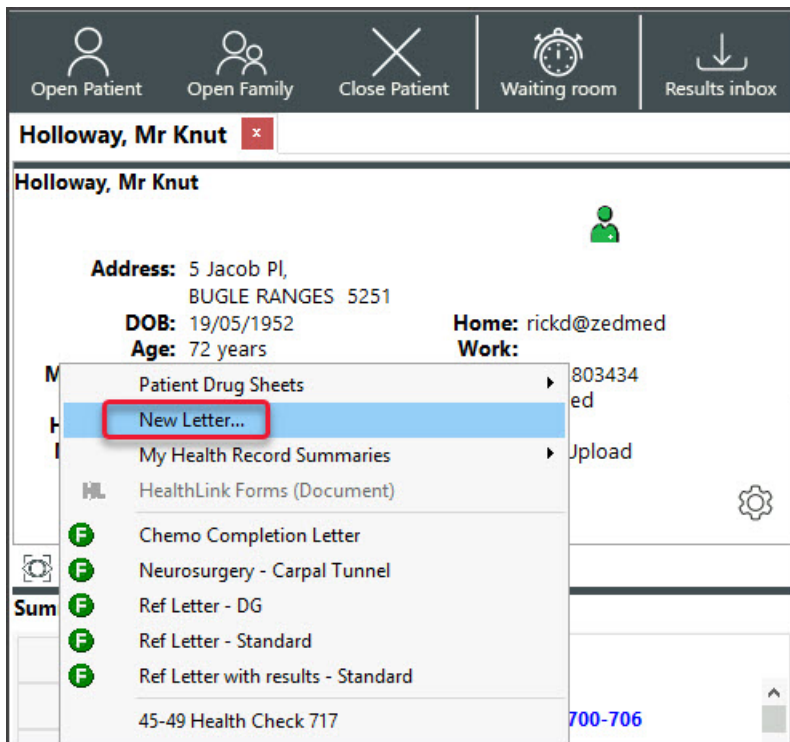 Open Patient Open Family Close Patient Waiting room Results inbox
Holloway, Mr Knut x
Holloway, Mr Knut
Address: 5 Jacob Pl,
BUGLE RANGES 5251
DOB: 19/05/1952 Home: rickd@zedmed
Age: 72 years Work:
M 803434
Patient Drug Sheets
ed
New Letter...
My Health Record Summaries Upload
HL HealthLink Forms (Document)
F Chemo Completion Letter
F Neurosurgery - Carpal Tunnel
Sum F Ref Letter - DG
F Ref Letter - Standard
F Ref Letter with results - Standard
45-49 Health Check 717 700-706